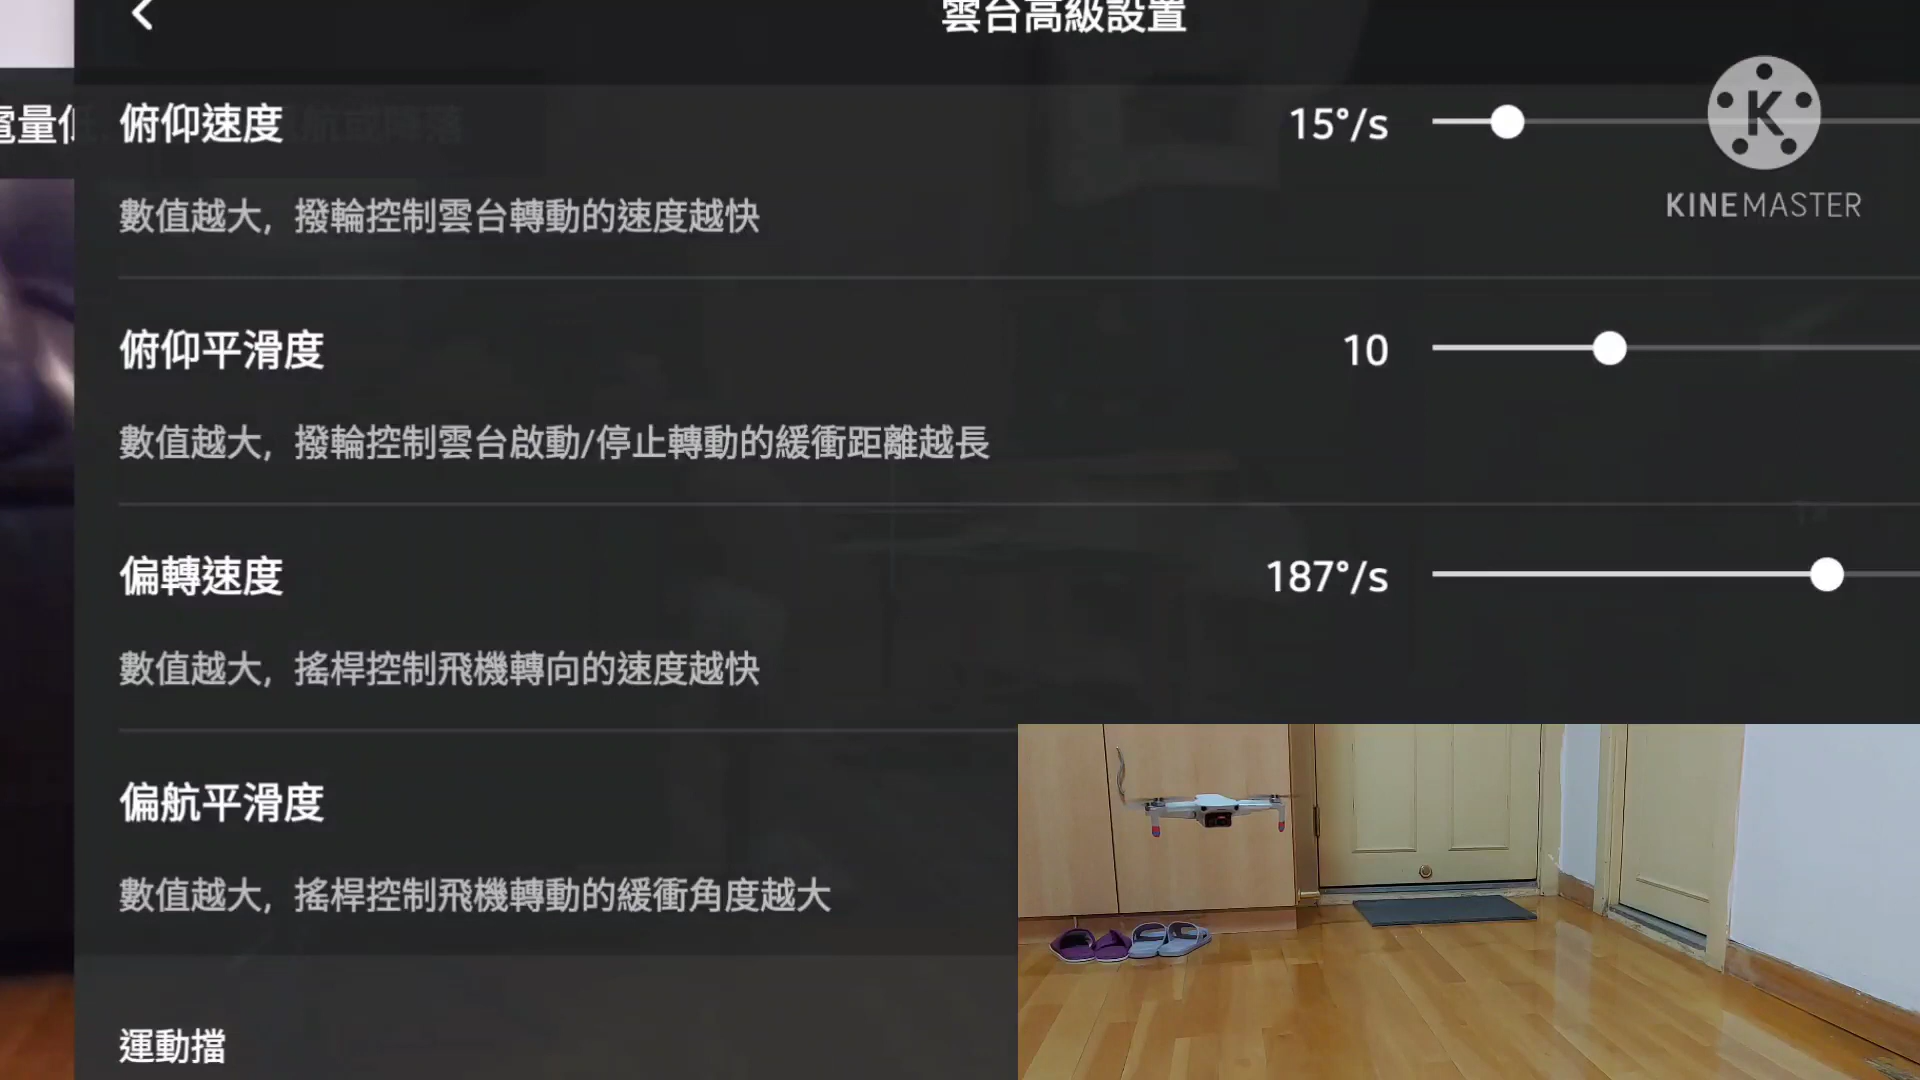 雲台高級設置
電量低
俯仰速度
15°/s
數值越大，撥輪控制雲台轉動的速度越快
KINEMASTER
俯仰平滑度
10
數值越大，撥輪控制雲台啟動/停止轉動的緩衝距離越長
偏轉速度
187°/s
數值越大，搖桿控制飛機轉向的速度越快
偏航平滑度
數值越大，搖桿控制飛機轉動的緩衝角度越大
運動擋